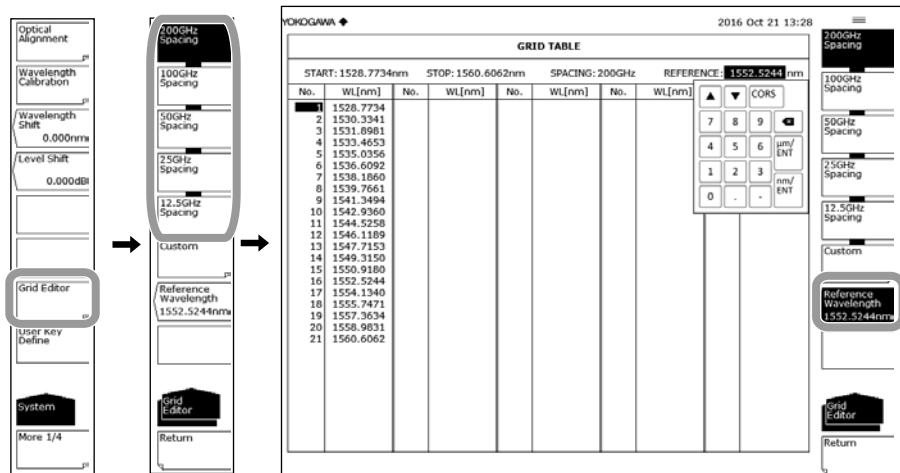 Optical
Alignment
Wavelength
Calibration
Wavelength
Shift
0.000nm
Level Shift
0.000dB
Grid Editor
User Key
Define
System
More 1/4
200GHz
Spacing
100GHz
Spacing
50GHz
Spacing
25GHz
Spacing
12.5GHz
Spacing
Custom
Reference
Wavelength
1552.5244nm
Grid
Editor
Return
YOKOGAWA ◆ 2016 Oct 21 13:28
GRID TABLE
START: 1528.7734nm STOP: 1560.6062nm SPACING: 200GHz REFERENCE: 1552.5244 nm
No. WL[nm] No. WL[nm] No. WL[nm] No. WL[nm]
1 1528.7734
2 1530.3341
3 1531.8981
4 1533.4653
5 1535.0356
6 1536.6092
7 1538.1860
8 1539.7661
9 1541.3494
10 1542.9360
11 1544.5258
12 1546.1189
13 1547.7153
14 1549.3150
15 1550.9180
16 1552.5244
17 1554.1340
18 1555.7471
19 1557.3634
20 1558.9831
21 1560.6062
▲ ▼ CORS
7 8 9
4 5 6 µm/
ENT
1 2 3 nm/
ENT
0 . -
200GHz
Spacing
100GHz
Spacing
50GHz
Spacing
25GHz
Spacing
12.5GHz
Spacing
Custom
Reference
Wavelength
1552.5244nm
Grid
Editor
Return